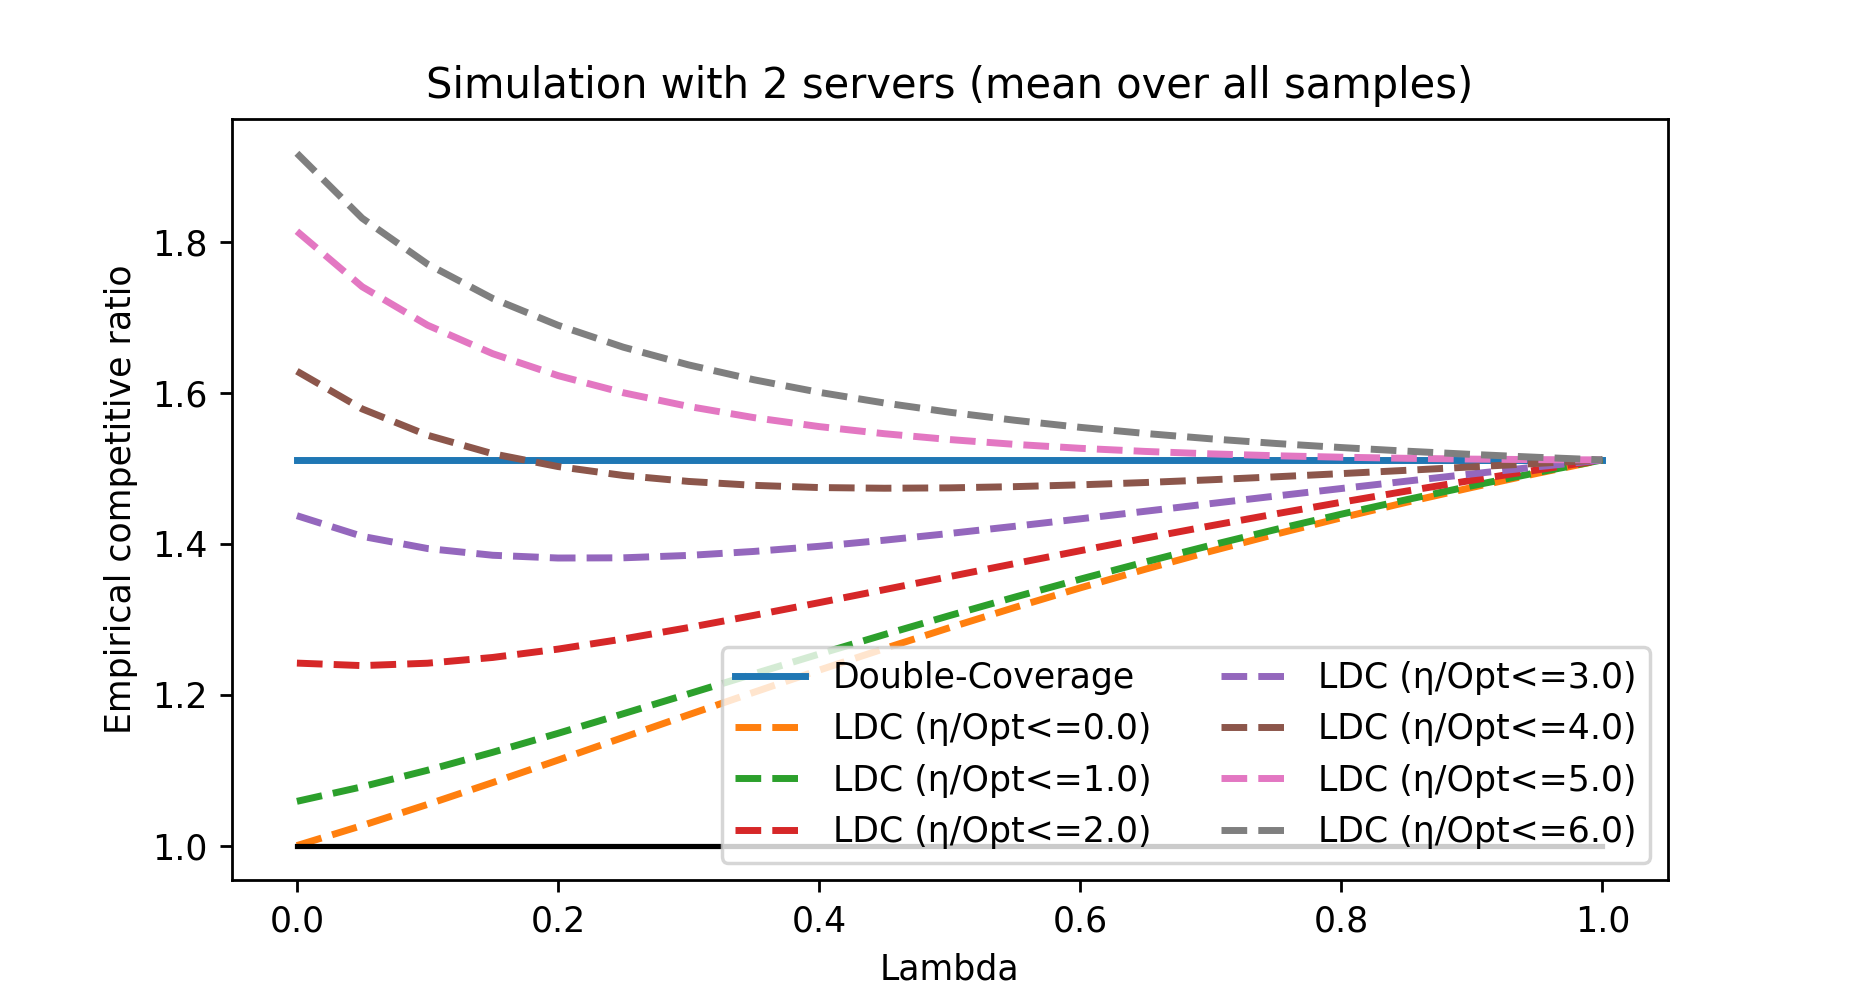 Simulation with 2 servers (mean over all samples)
Empirical competitive ratio
1.8
1.6
1.4
1.2
1.0
Double-Coverage
LDC (η/Opt<=0.0)
LDC (η/Opt<=1.0)
LDC (η/Opt<=2.0)
LDC (η/Opt<=3.0)
LDC (η/Opt<=4.0)
LDC (η/Opt<=5.0)
LDC (η/Opt<=6.0)
0.0 0.2 0.4 0.6 0.8 1.0
Lambda